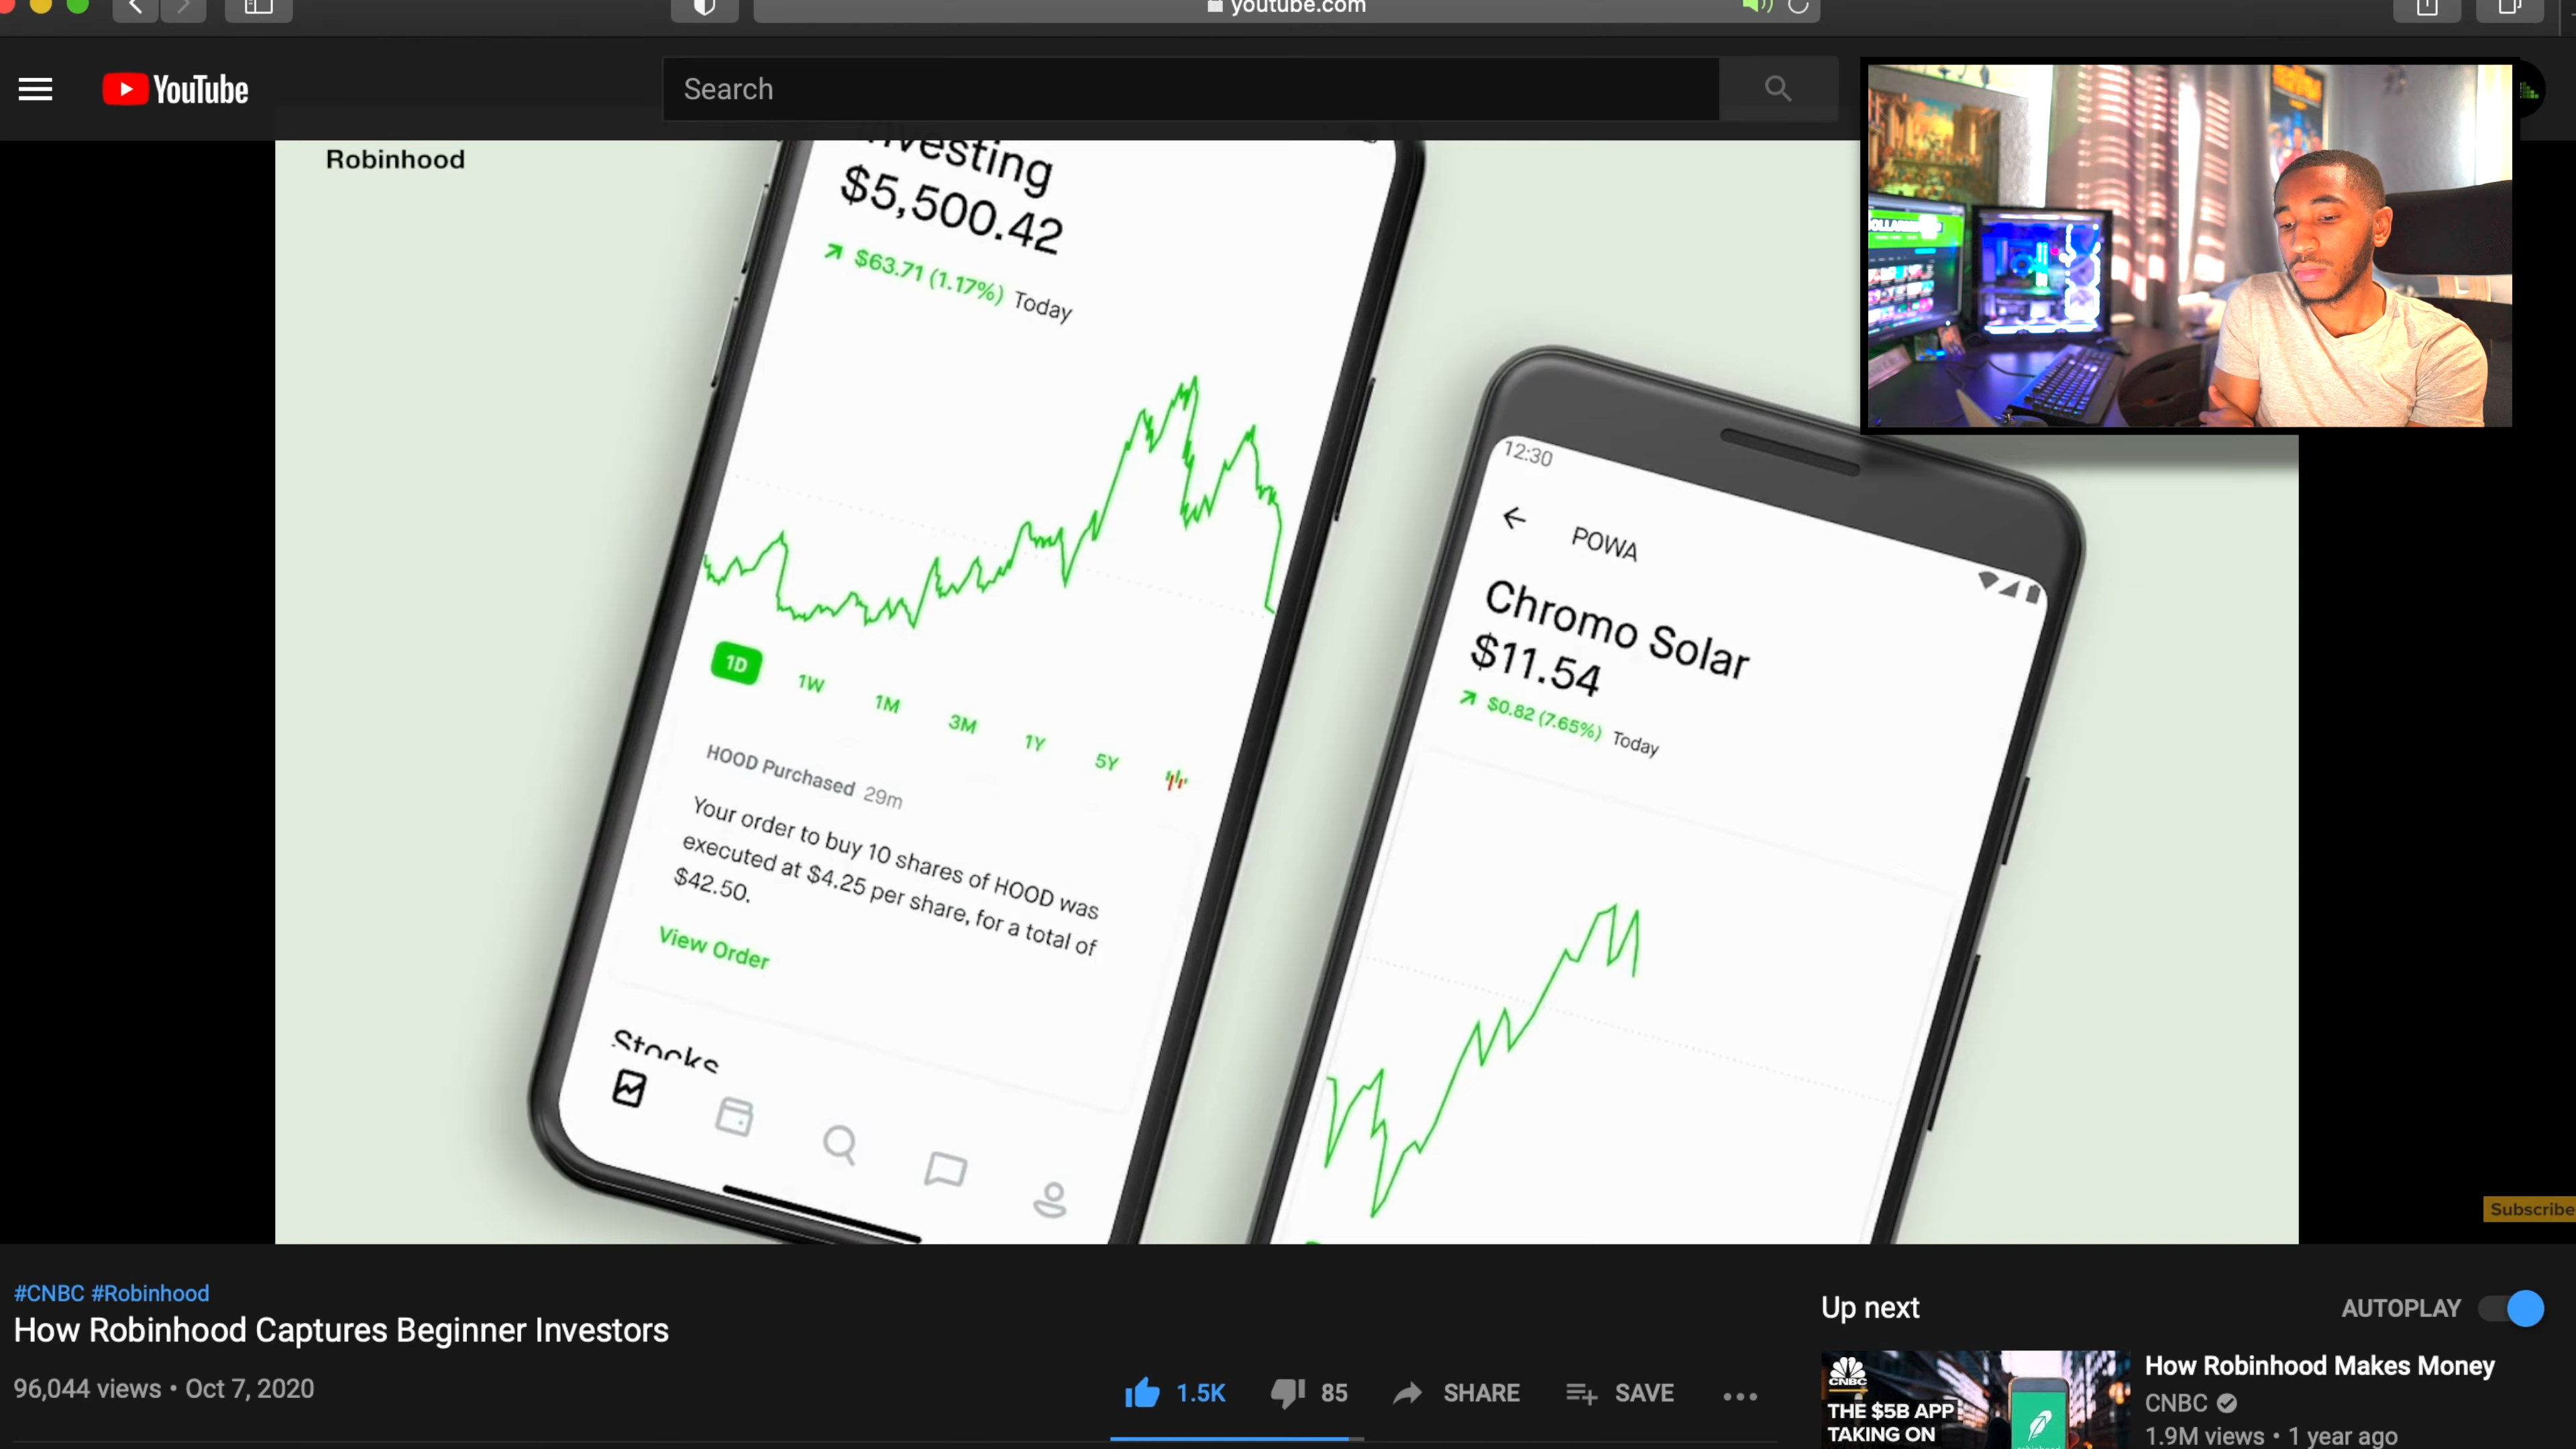 youtube.com
YouTube
Search
Robinhood
Investing
$5,500.42
$63.71 (1.17%) Today
1D 1W 1M 3M 1Y 5Y
HOOD Purchased 29m
Your order to buy 10 shares of HOOD was
executed at $4.25 per share, for a total of
$42.50.
View Order
Stocks
12:30
POWA
Chromo Solar
$11.54
$0.82 (7.65%) Today
Subscribe
#CNBC #Robinhood
How Robinhood Captures Beginner Investors
96,044 views • Oct 7, 2020
1.5K 85 SHARE SAVE
Up next
AUTOPLAY
CNBC
THE $5B APP
TAKING ON
How Robinhood Makes Money
CNBC
1.9M views • 1 year ago